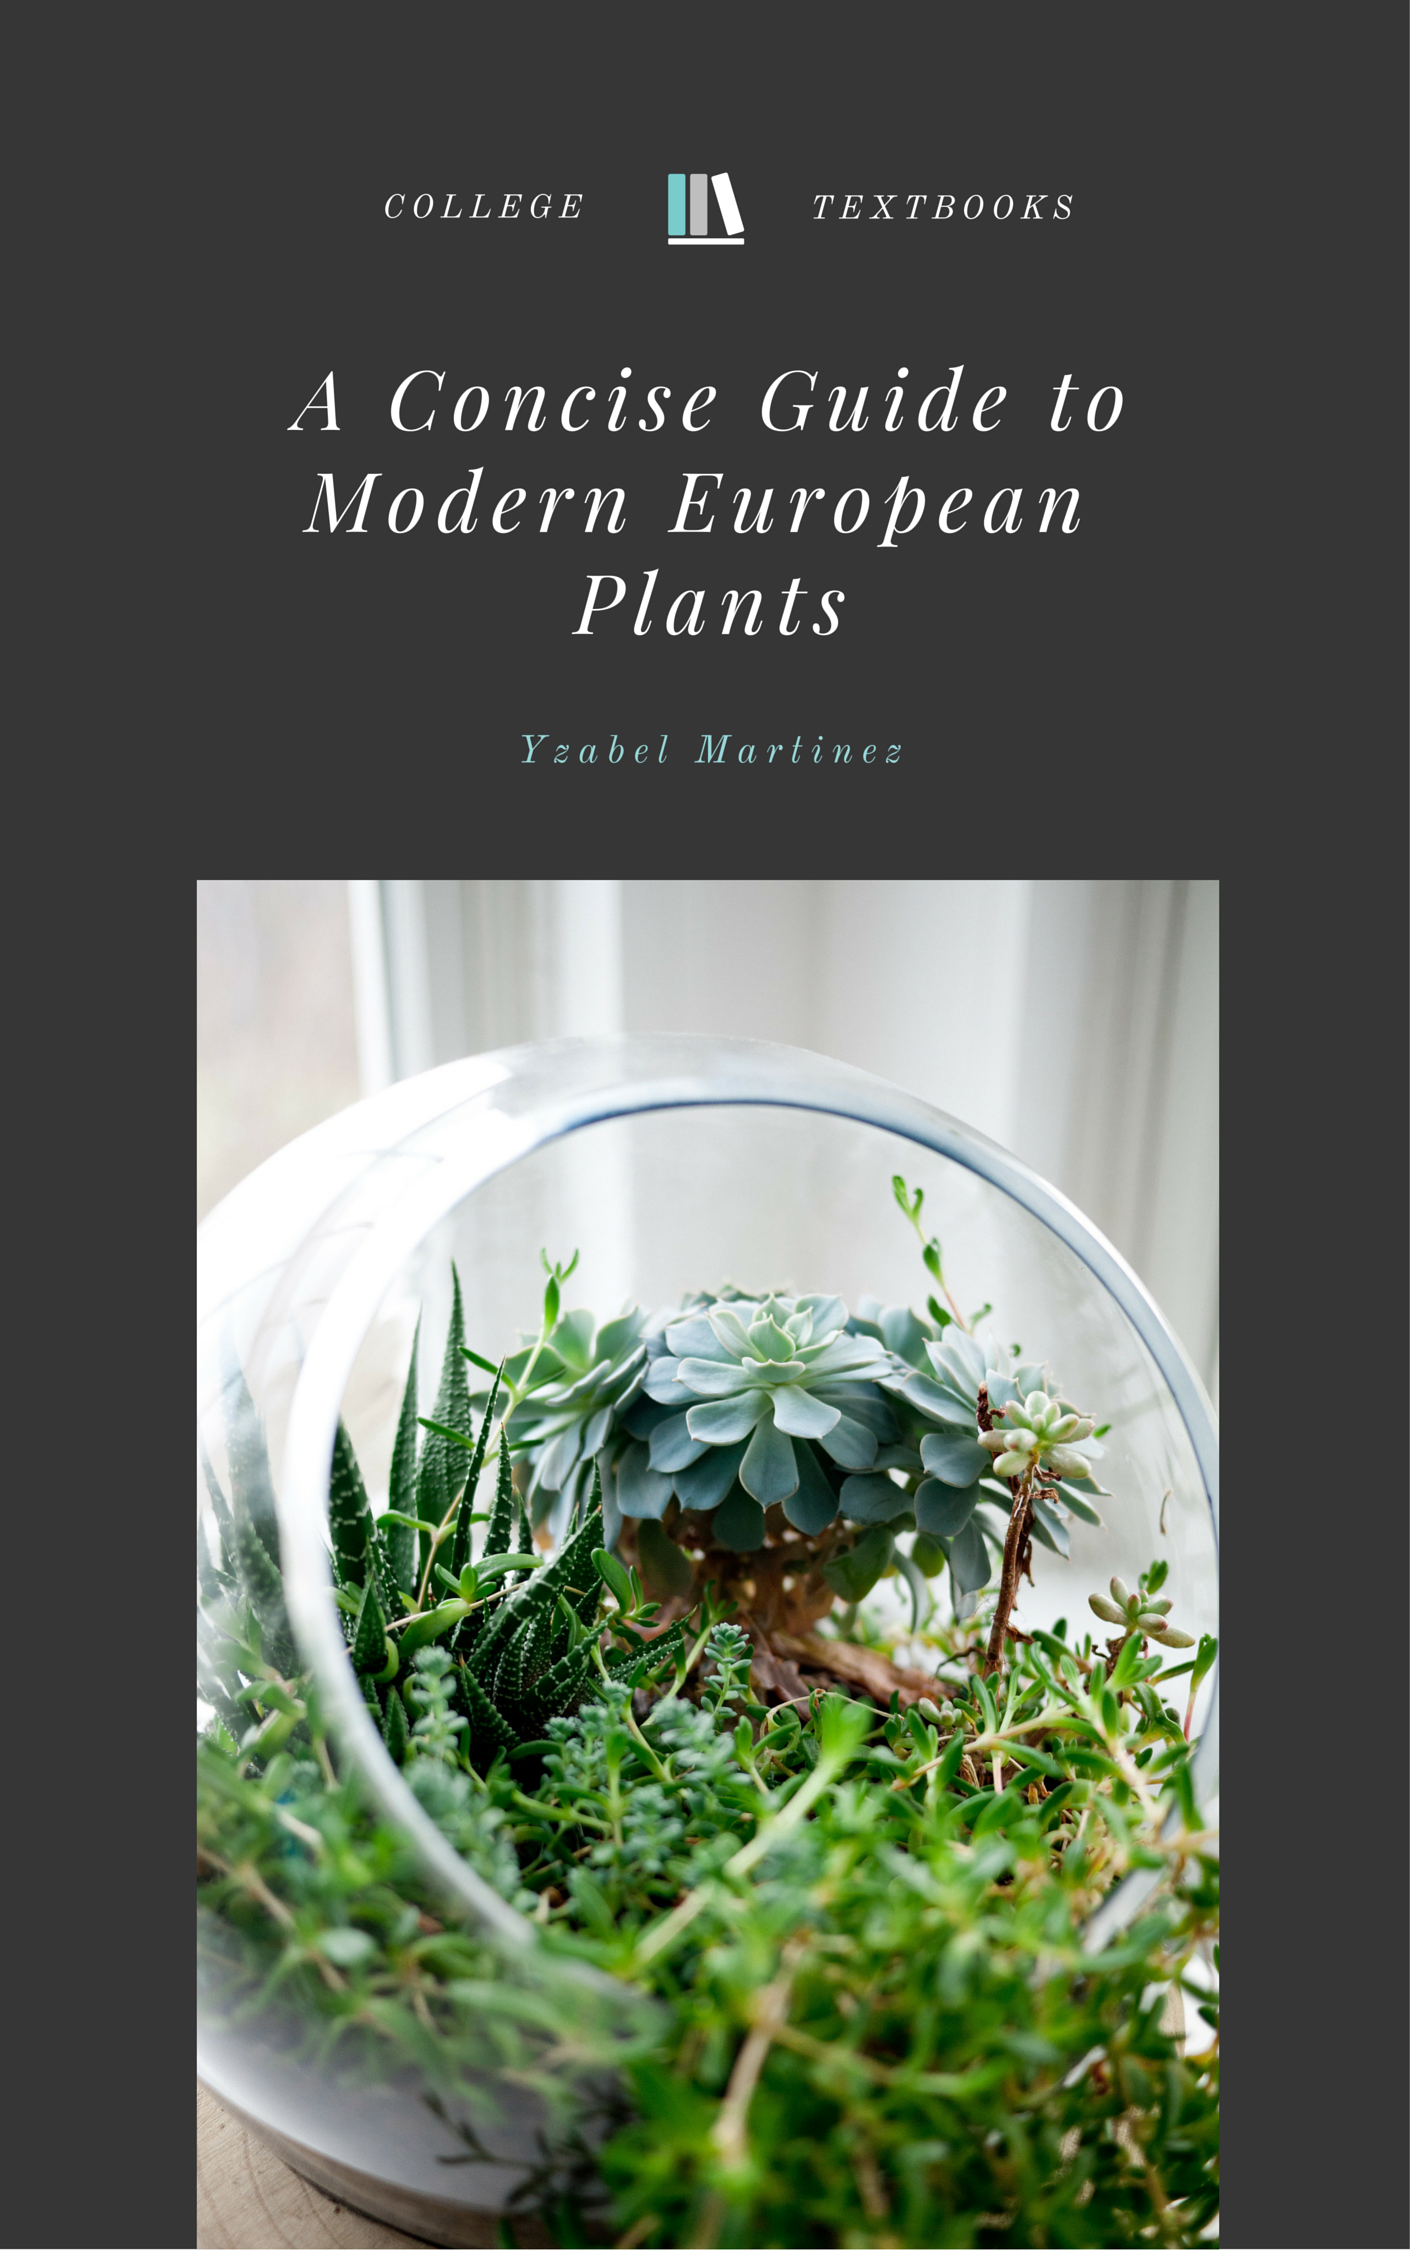 COLLEGE TEXTBOOKS
A Concise Guide to
Modern European
Plants
Yzabel Martinez